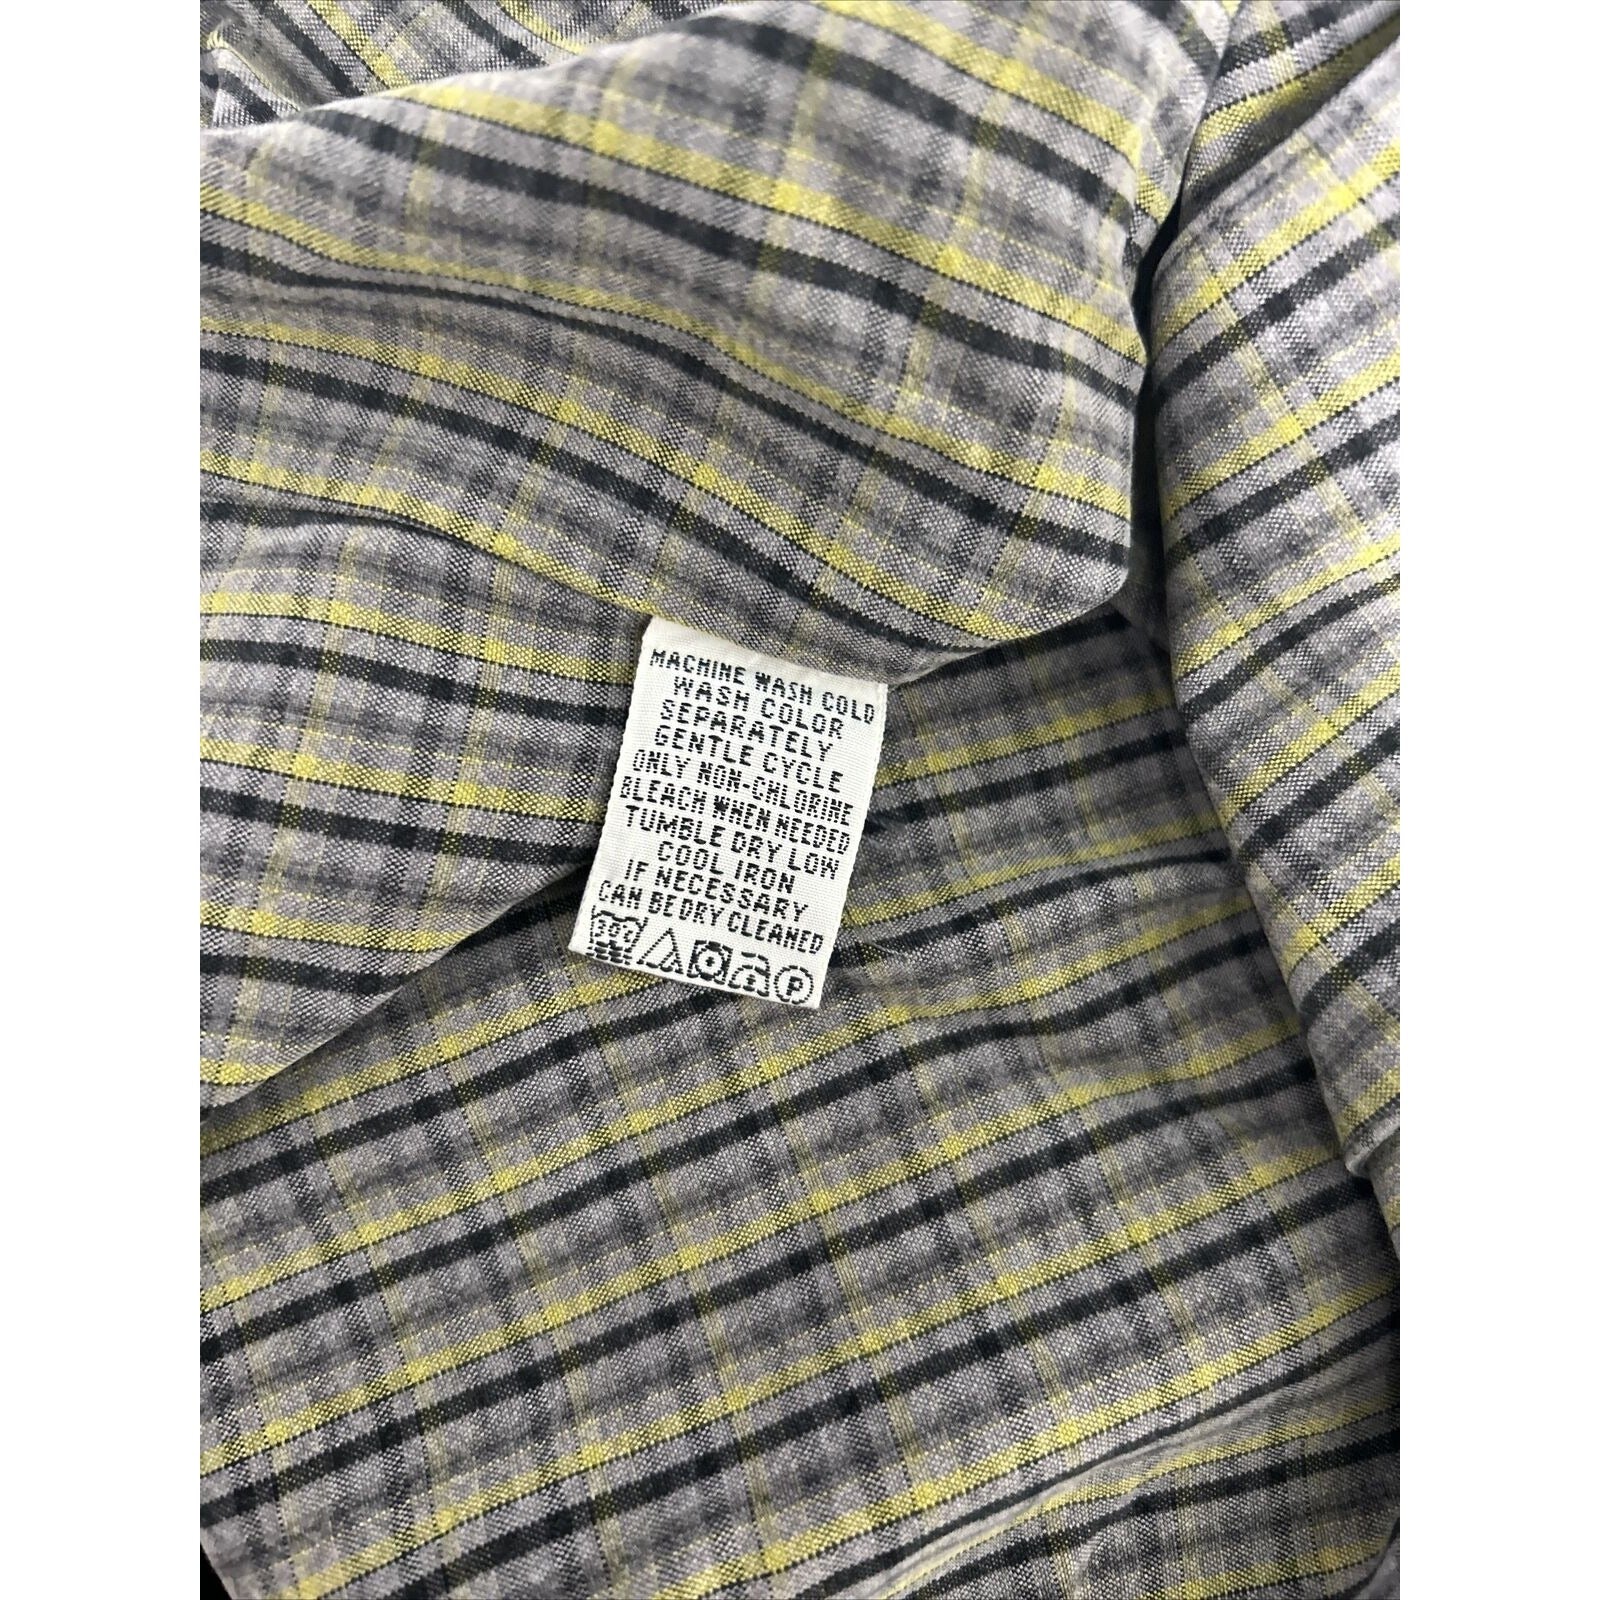 MACHINE WASH COLD
WASH COLOR
SEPARATELY
GENTLE CYCLE
ONLY NON-CHLORINE
BLEACH WHEN NEEDED
TUMBLE DRY LOW
COOL IRON
IF NECESSARY
CAN BE DRY CLEANED
P